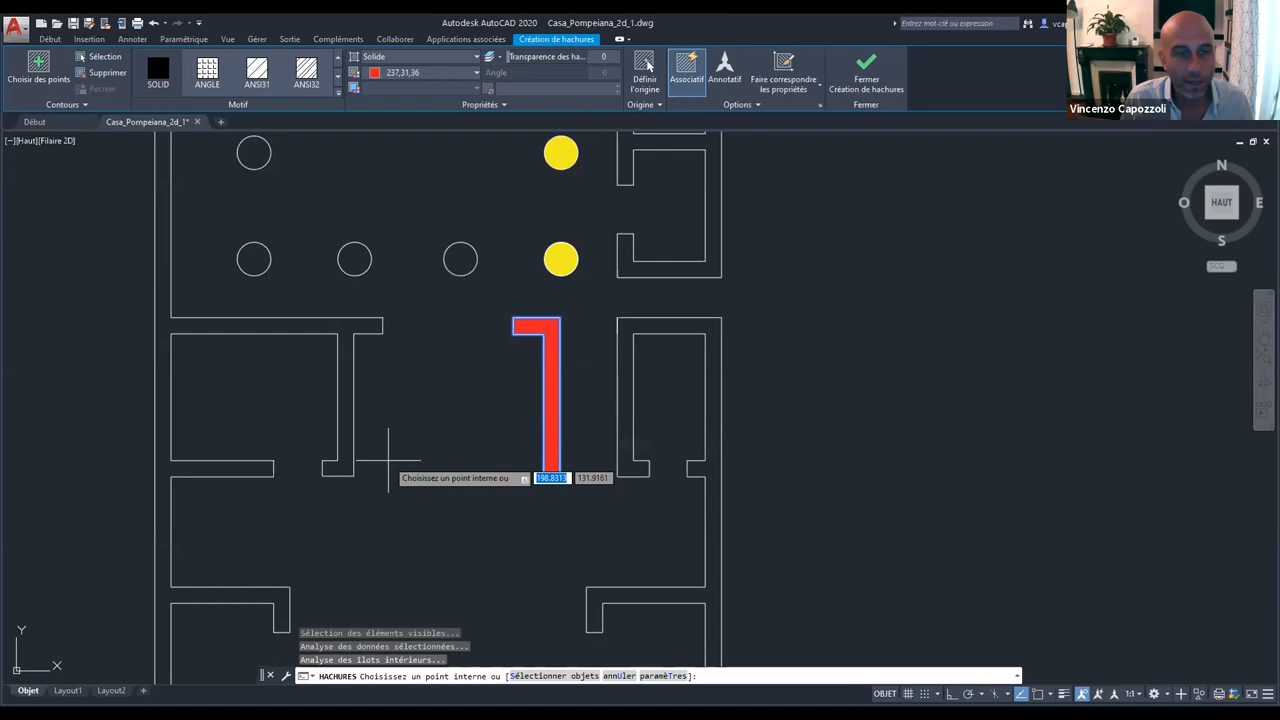 Autodesk AutoCAD 2020 Casa_Pompeiana_2d_1.dwg
Entrez mot-clé ou expression
Début Insertion Annoter Paramétrique Vue Gérer Sortie Compléments Collaborer Applications associées Express Tools Création de hachures
Choisir des points
Sélection
Supprimer
Recréer
SOLID
ANGLE
ANSI31
ANSI32
Solide
Transparence des ha... 0
237,31,36
Angle 0
Définir
l'origine
Associatif
Annotatif
Faire correspondre
les propriétés
Fermer
Création de hachures
Contours
Motif
Propriétés
Origine
Options
Fermer
Vincenzo Capozzoli
Début Casa_Pompeiana_2d_1*
[−][Haut][Filaire 2D]
N
O HAUT E
S
SCG
Choisissez un point interne ou 198.8313 131.9161
Sélection des éléments visibles...
Analyse des données sélectionnées...
Analyse des îlots intérieurs...
Y
X
HACHURES Choisissez un point interne ou [Sélectionner objets annUler paramèTres]:
Objet Layout1 Layout2
OBJET 1:1